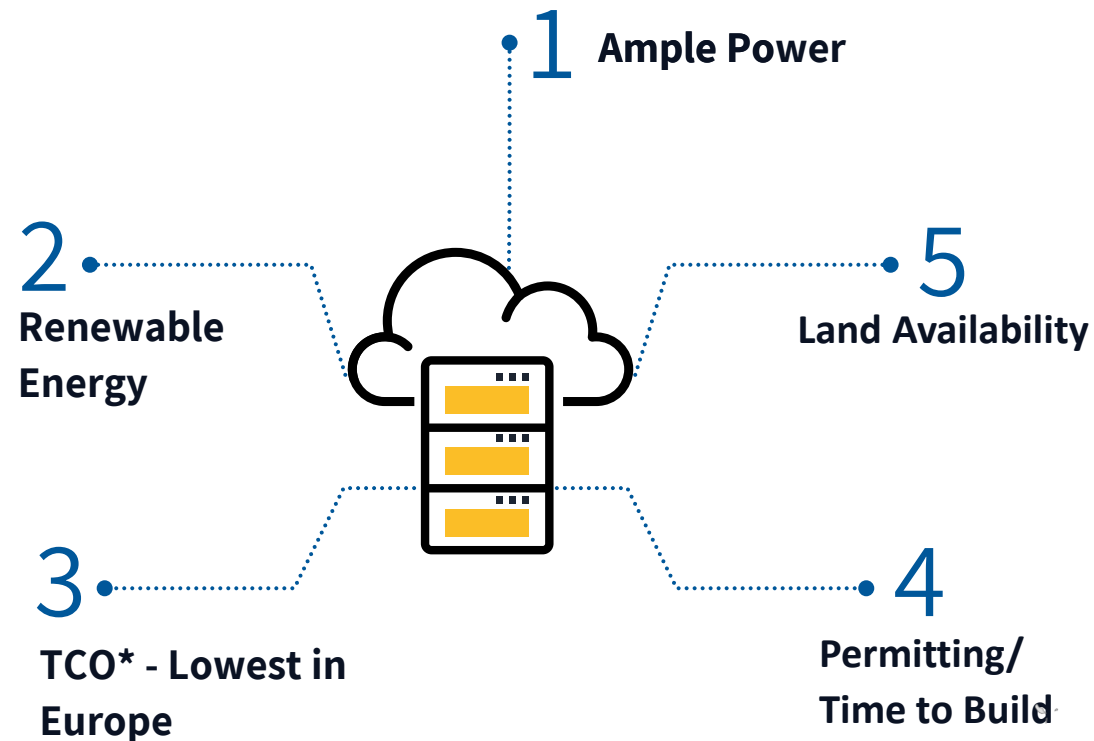 1 Ample Power
2
Renewable
Energy
3
TCO* - Lowest in
Europe
4
Permitting/
Time to Build
5
Land Availability